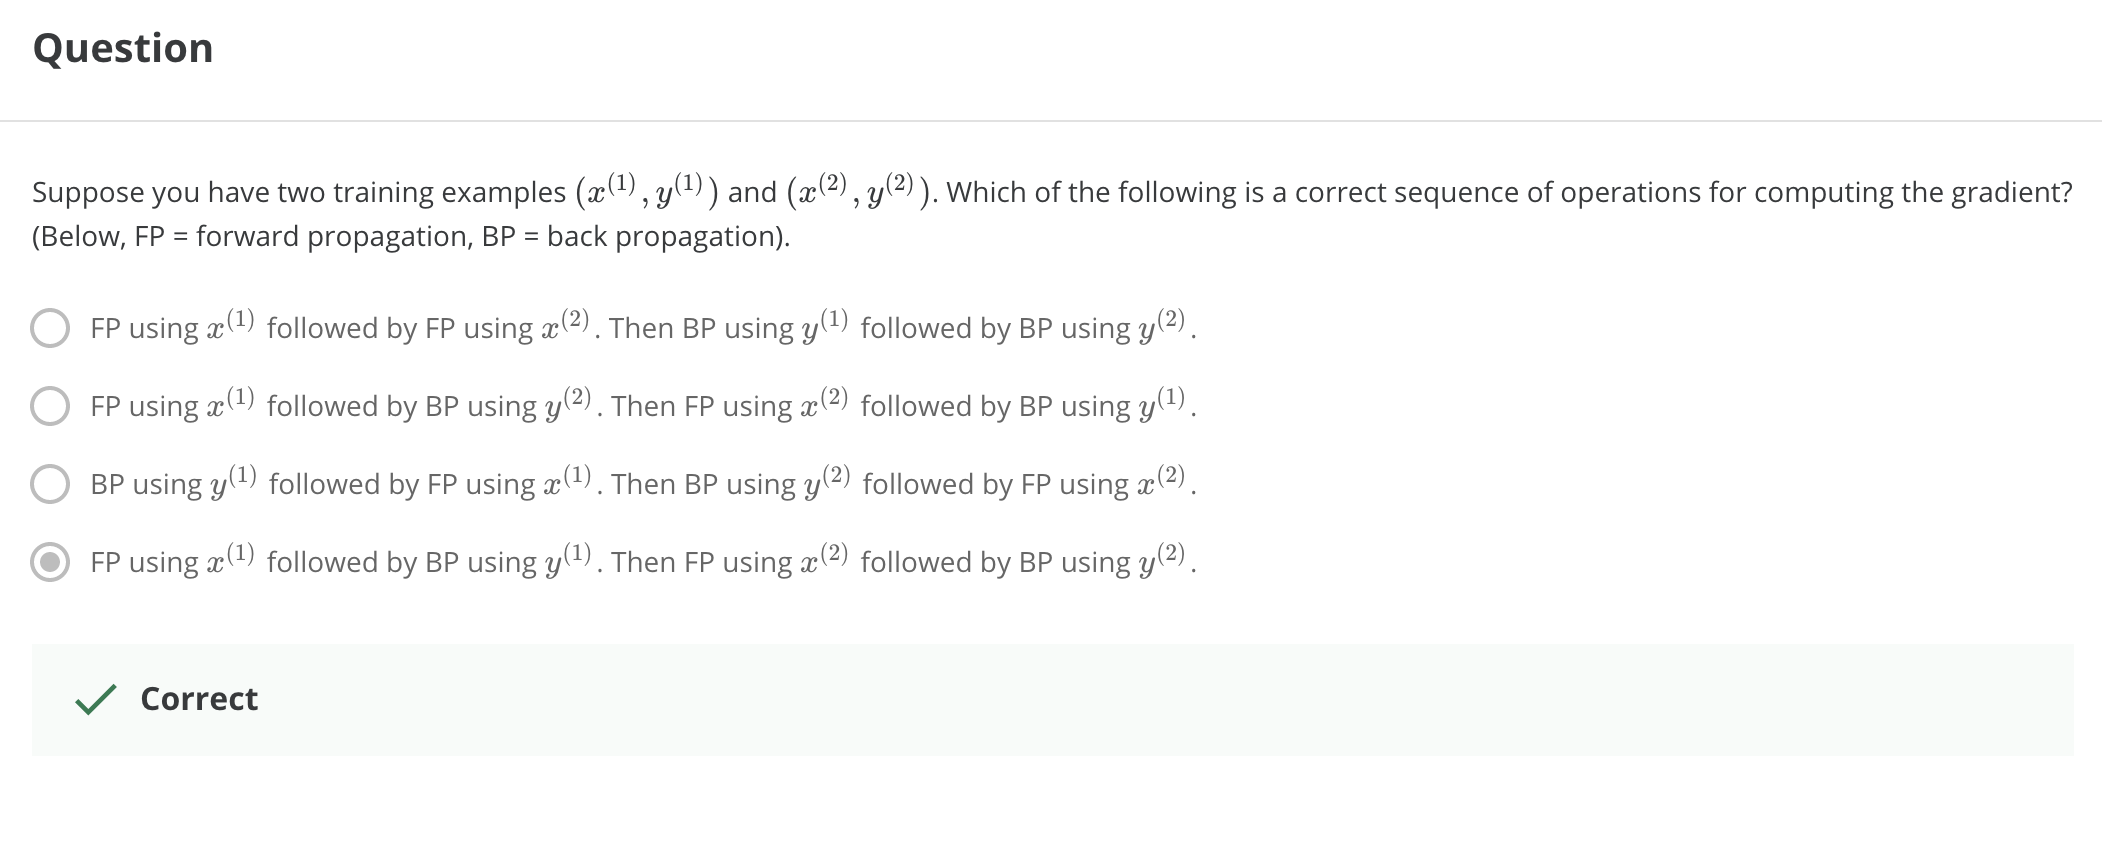 Question
Suppose you have two training examples (x^(1), y^(1)) and (x^(2), y^(2)). Which of the following is a correct sequence of operations for computing the gradient?
(Below, FP = forward propagation, BP = back propagation).
FP using x^(1) followed by FP using x^(2). Then BP using y^(1) followed by BP using y^(2).
FP using x^(1) followed by BP using y^(2). Then FP using x^(2) followed by BP using y^(1).
BP using y^(1) followed by FP using x^(1). Then BP using y^(2) followed by FP using x^(2).
FP using x^(1) followed by BP using y^(1). Then FP using x^(2) followed by BP using y^(2).
Correct